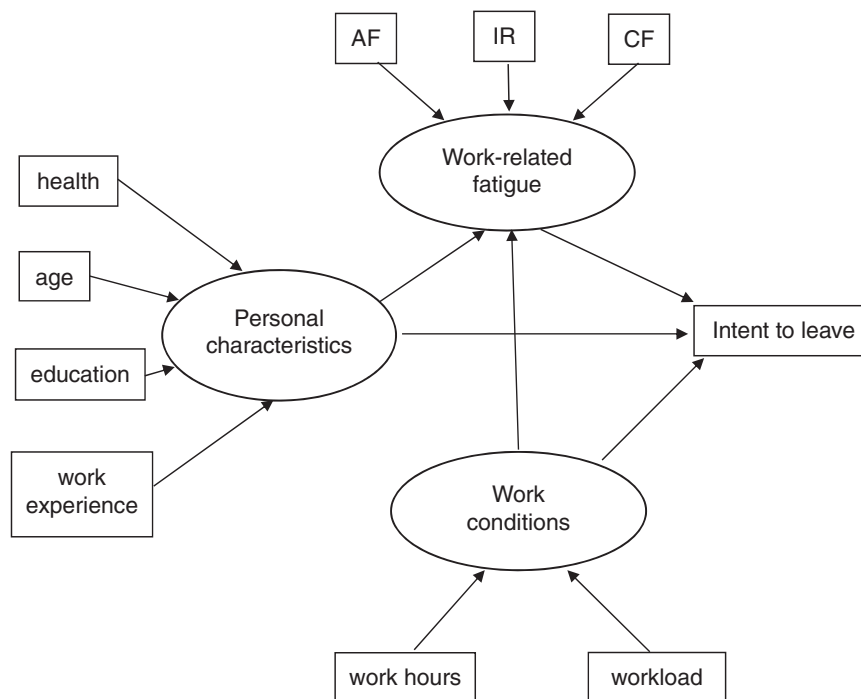 AF
IR
CF
Work-related
fatigue
health
age
Personal
characteristics
Intent to leave
education
work
experience
Work
conditions
work hours
workload